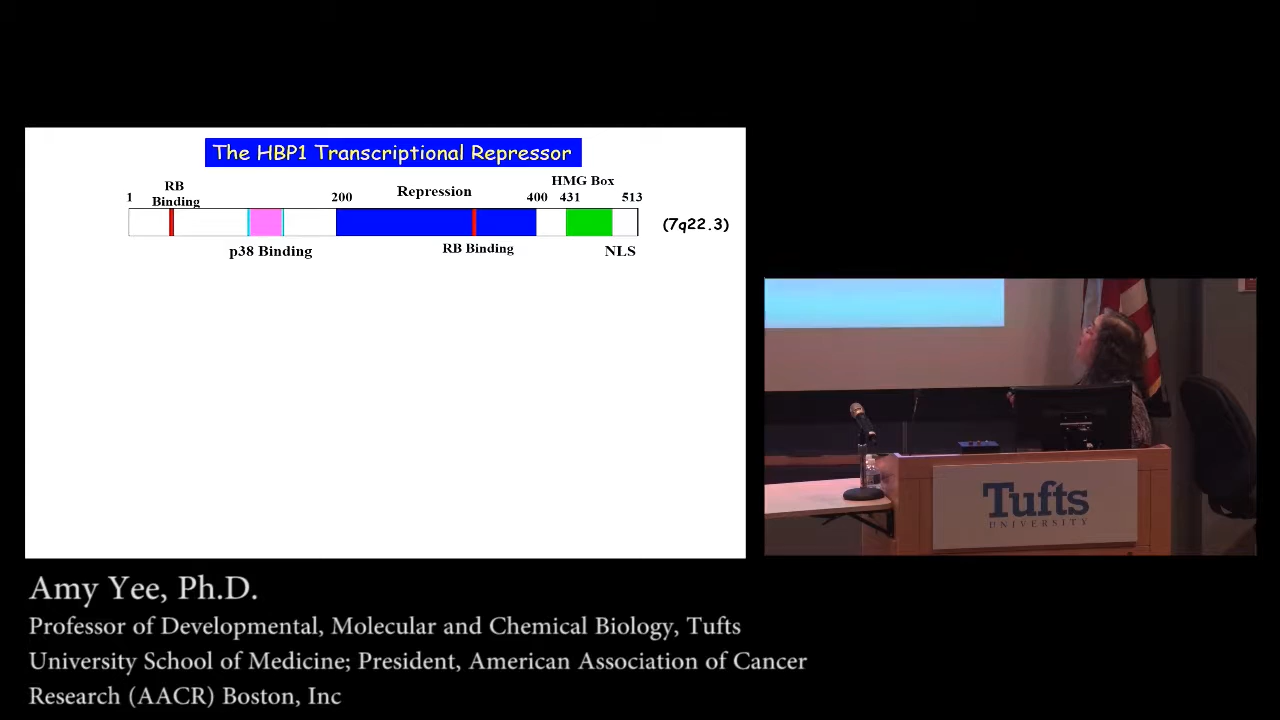 The HBP1 Transcriptional Repressor
RB
Binding
HMG Box
1
200
Repression
400
431
513
(7q22.3)
p38 Binding
RB Binding
NLS
Tufts
UNIVERSITY
Amy Yee, Ph.D.
Professor of Developmental, Molecular and Chemical Biology, Tufts
University School of Medicine; President, American Association of Cancer
Research (AACR) Boston, Inc